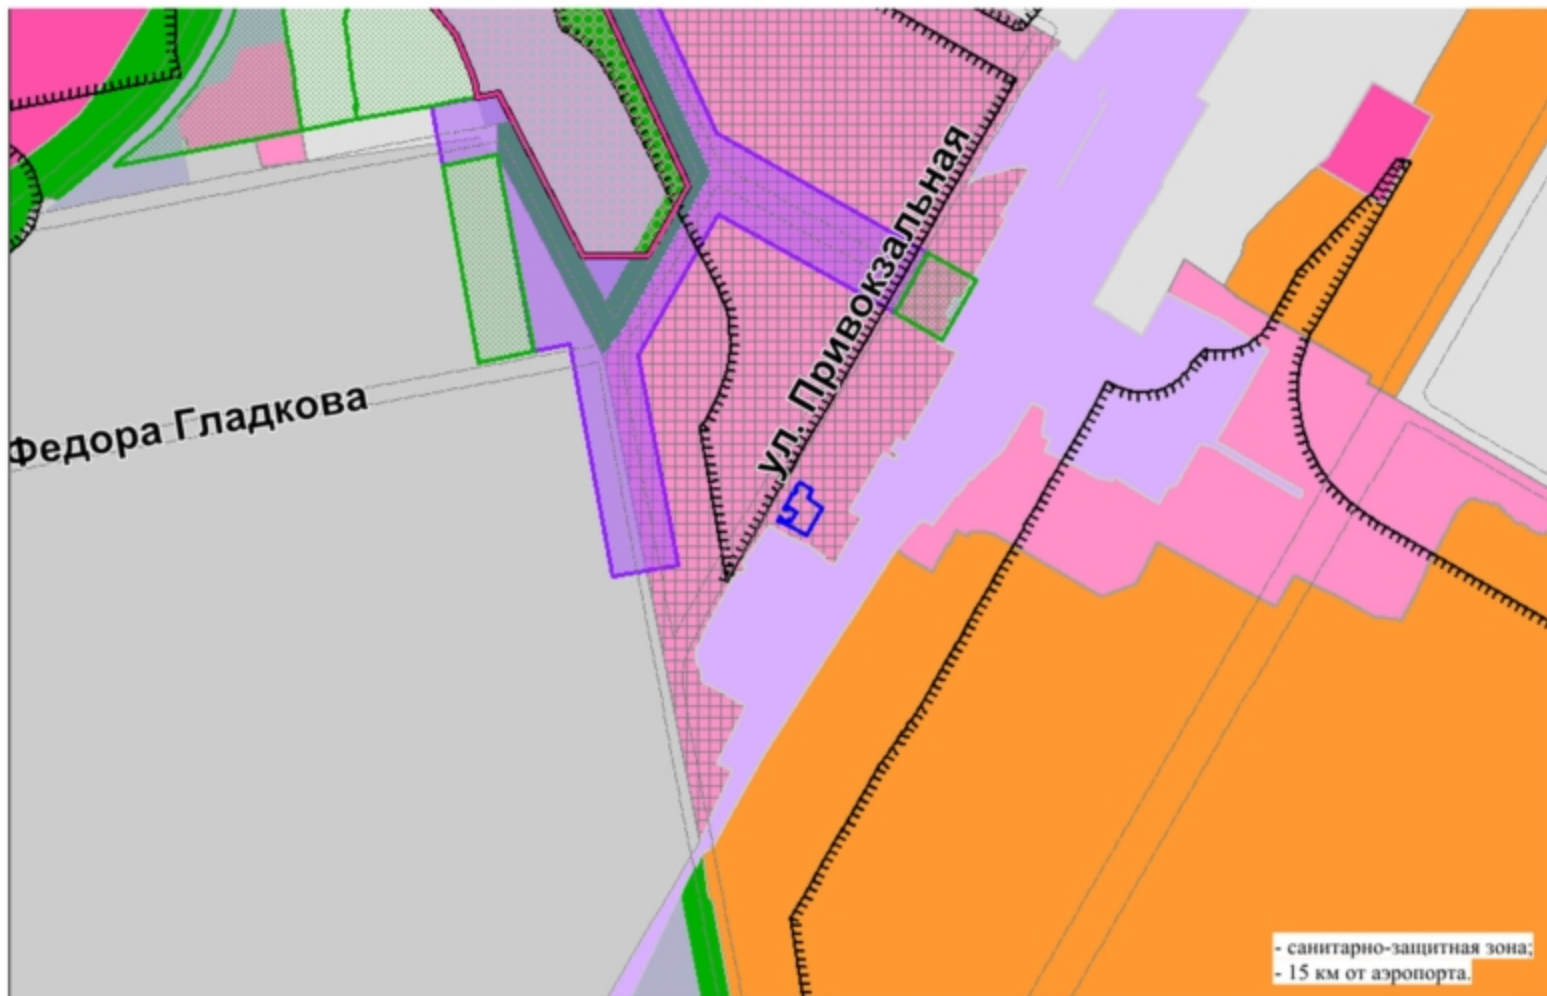 ул. Привокзальная
Федора Гладкова
- санитарно-защитная зона;
- 15 км от аэропорта.